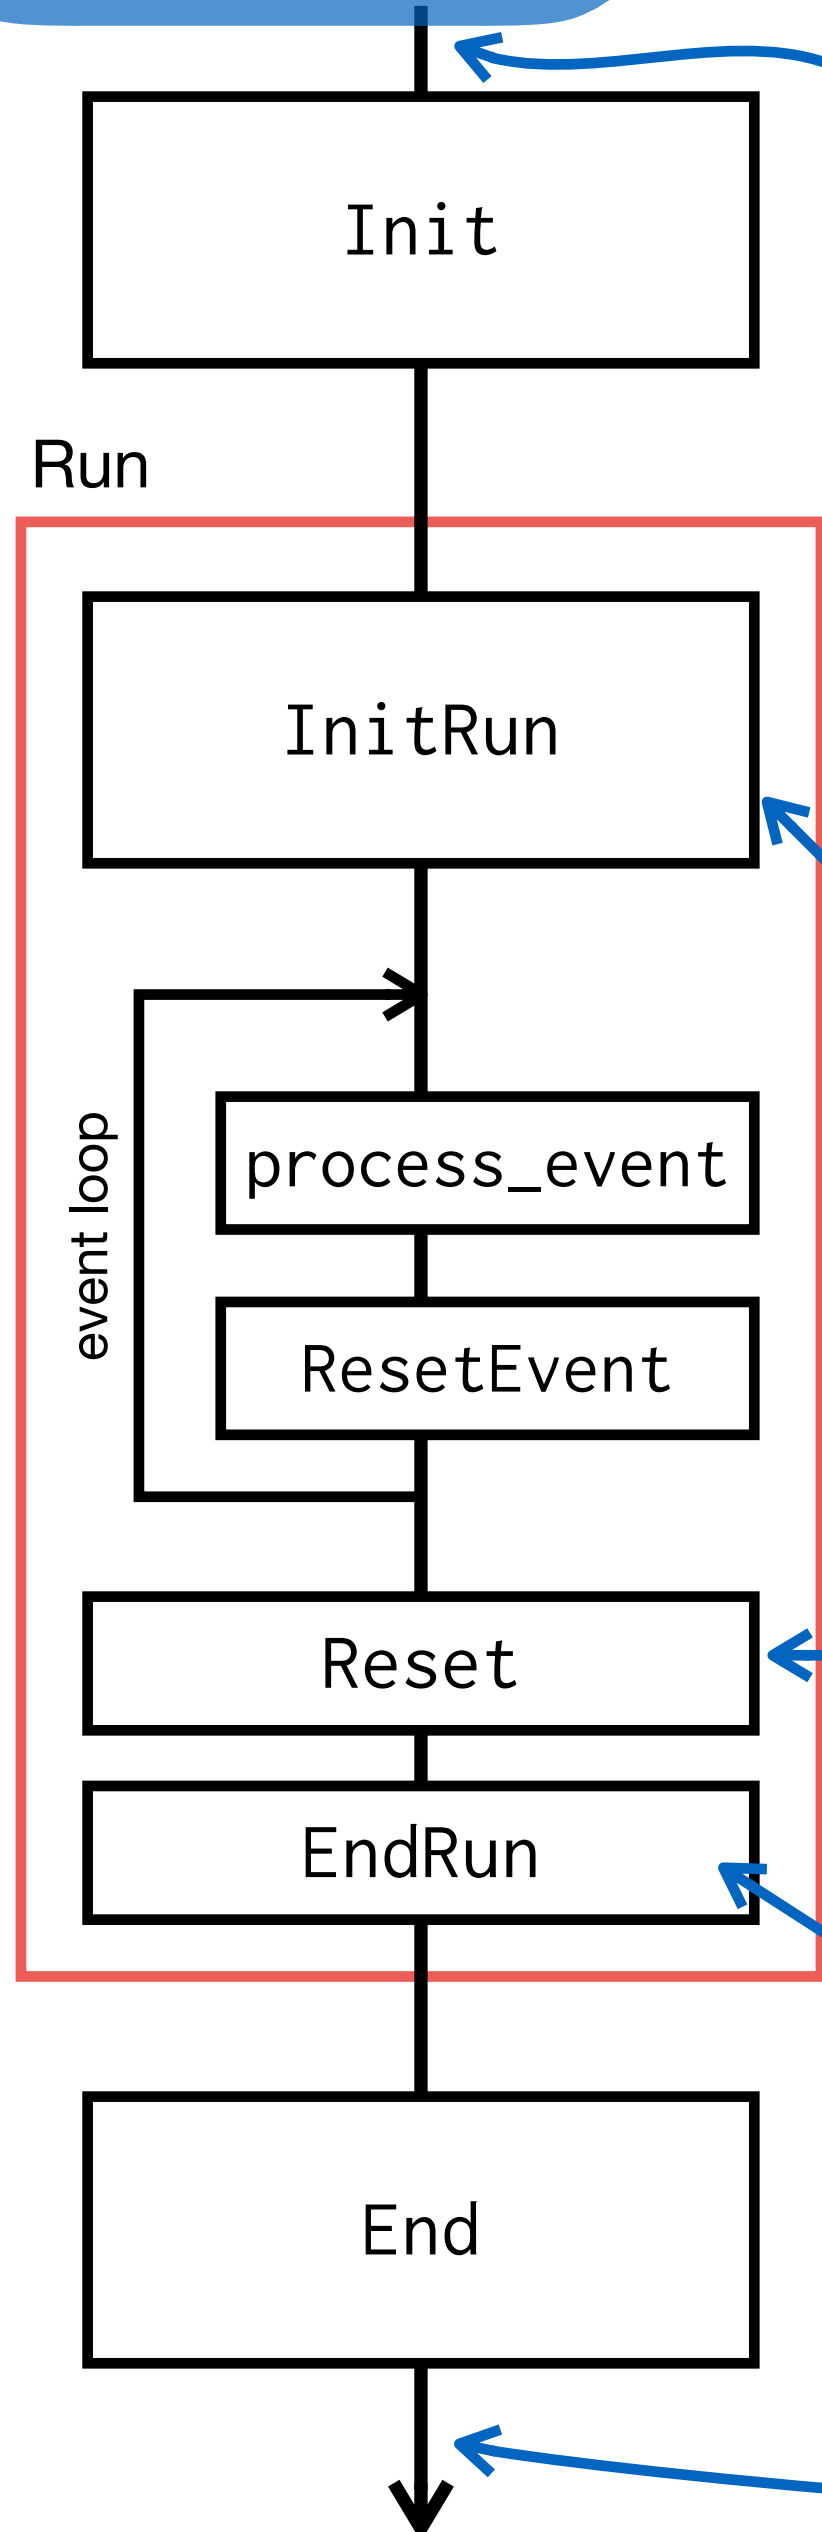 Init
Run
InitRun
event loop
process_event
ResetEvent
Reset
EndRun
End